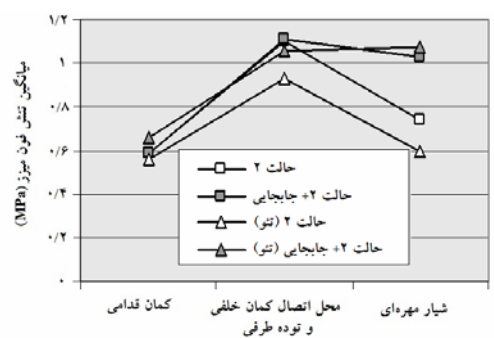 میانگین تنش فون میزز (MPa)
۱/۲
۱
۰/۸
۰/۶
۰/۴
۰/۲
۰
حالت ۲
حالت ۲+ جابجایی
حالت ۲ (تئو)
حالت ۲+ جابجایی (تئو)
شیار مهره‌ای
محل اتصال کمان خلفی
و توده طرفی
کمان قدامی